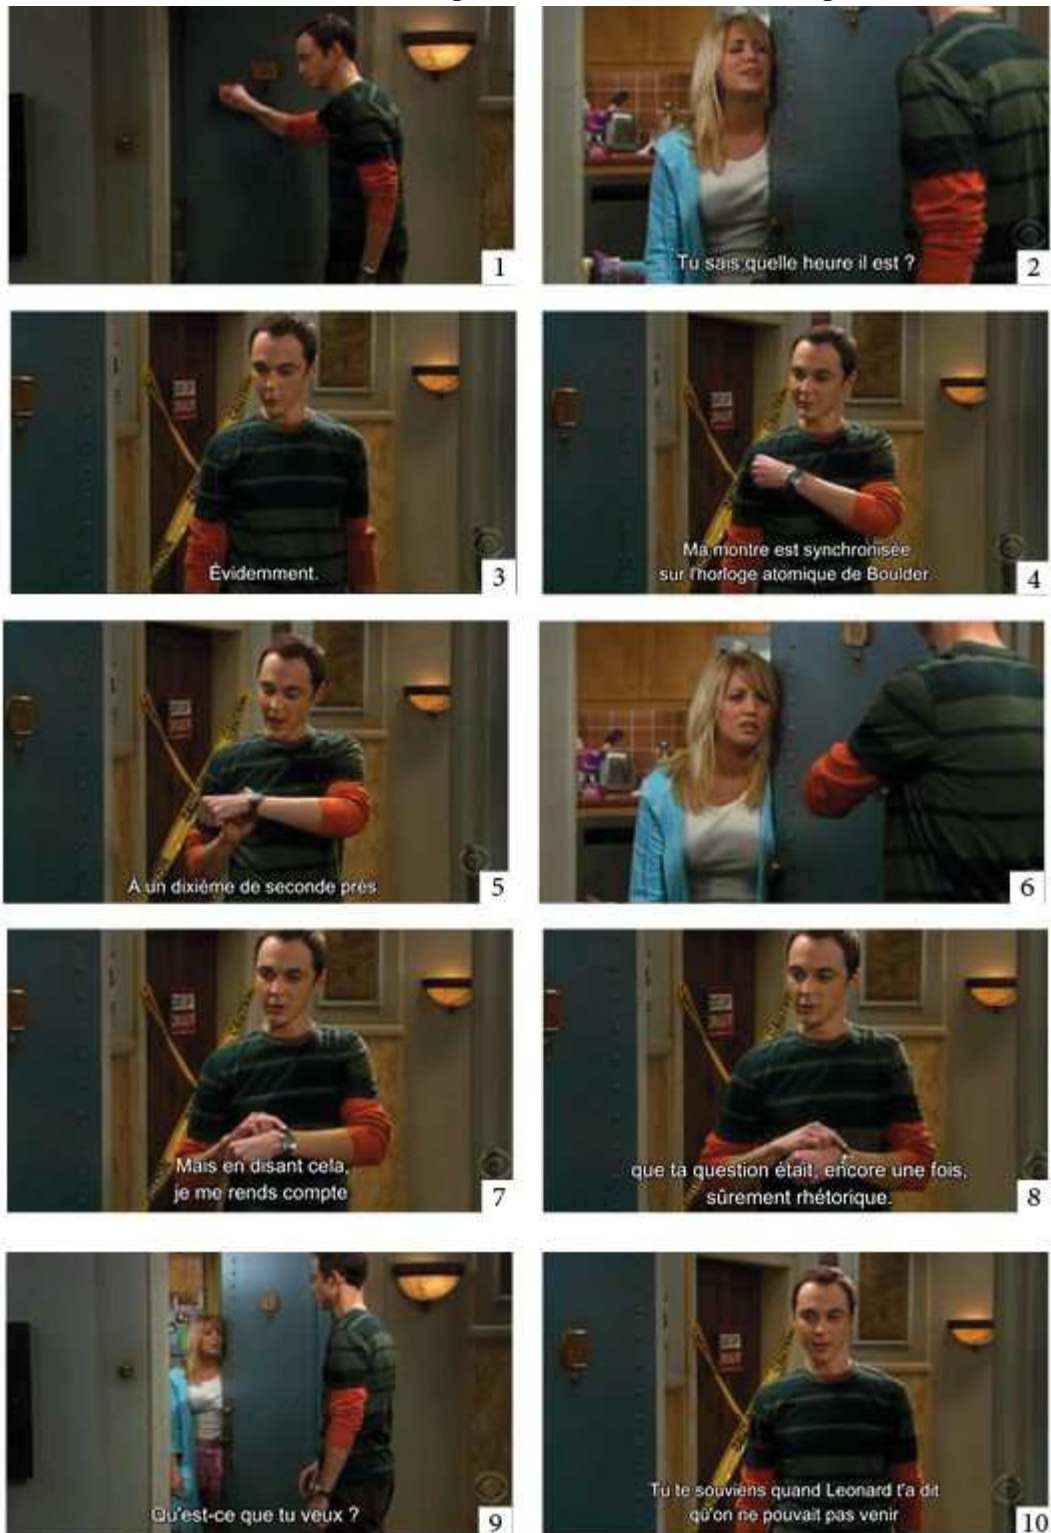 1
Tu sais quelle heure il est ?
2
Évidemment.
3
Ma montre est synchronisée
sur l'horloge atomique de Boulder.
4
À un dixième de seconde près.
5
6
Mais en disant cela,
je me rends compte
7
que ta question était, encore une fois,
sûrement rhétorique.
8
Qu'est-ce que tu veux ?
9
Tu te souviens quand Leonard t'a dit
qu'on ne pouvait pas venir
10